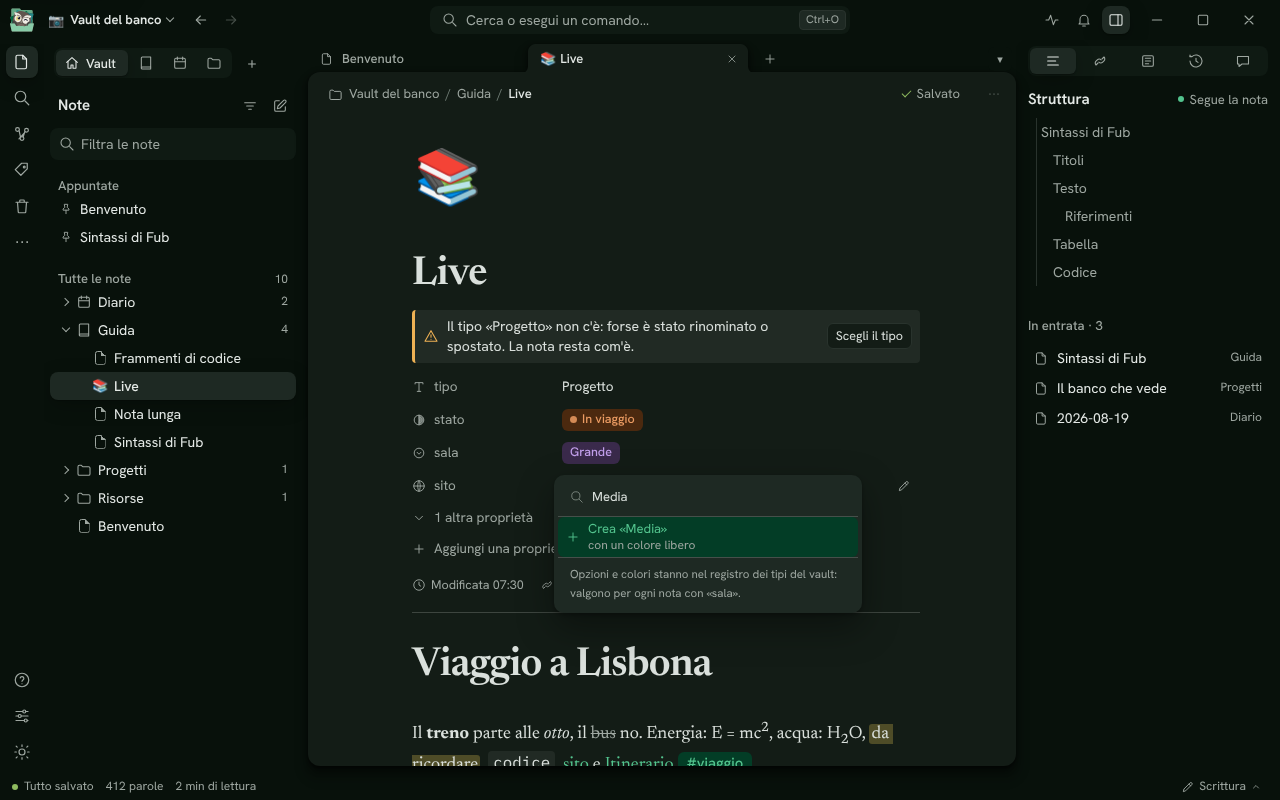 Vault del banco
Cerca o esegui un comando…
Ctrl+O
Vault
Benvenuto
Live
Note
Filtra le note
Appuntate
Benvenuto
Sintassi di Fub
Tutte le note 10
Diario 2
Guida 4
Frammenti di codice
Live
Nota lunga
Sintassi di Fub
Progetti 1
Risorse 1
Benvenuto
Vault del banco / Guida / Live
Salvato
Live
Il tipo «Progetto» non c'è: forse è stato rinominato o
spostato. La nota resta com'è.
Scegli il tipo
tipo Progetto
stato In viaggio
sala Grande
sito
1 altra proprietà
Aggiungi una proprie
Modificata 07:30
Media
Crea «Media»
con un colore libero
Opzioni e colori stanno nel registro dei tipi del vault:
valgono per ogni nota con «sala».
Viaggio a Lisbona
Il treno parte alle otto, il bus no. Energia: E = mc², acqua: H₂O, da
ricordare codice sito e Itinerario #viaggio
Struttura
Segue la nota
Sintassi di Fub
Titoli
Testo
Riferimenti
Tabella
Codice
In entrata · 3
Sintassi di Fub Guida
Il banco che vede Progetti
2026-08-19 Diario
Tutto salvato 412 parole 2 min di lettura
Scrittura